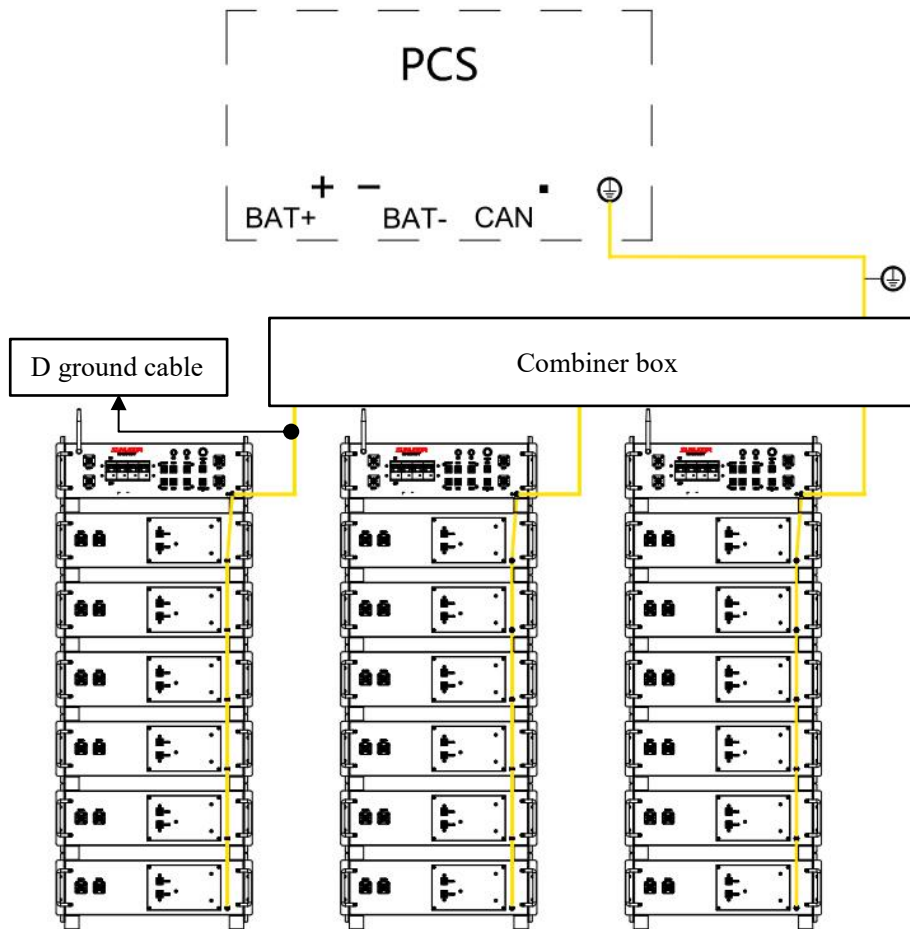 PCS
+ −
BAT+ BAT- CAN
D ground cable
Combiner box